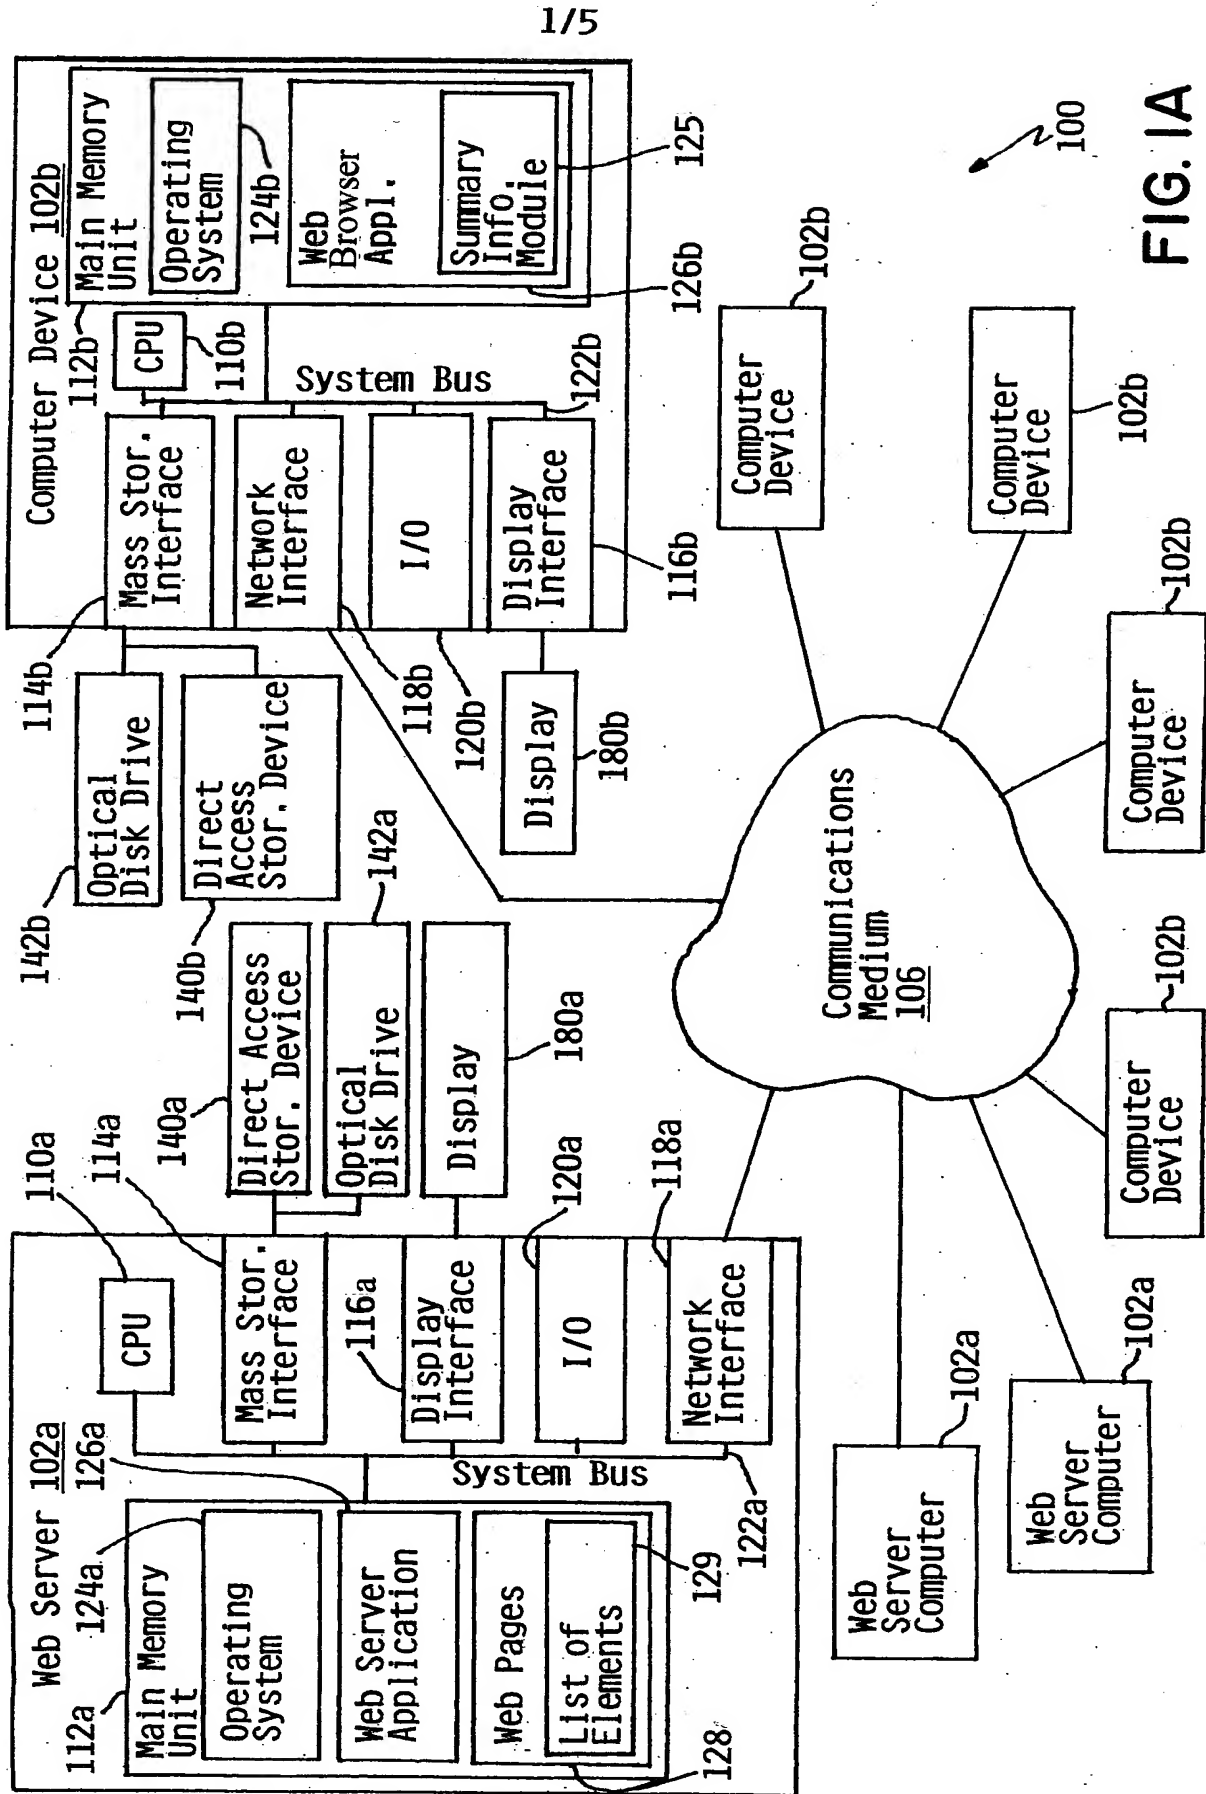 1/5
Web Server 102a
112a
Main Memory
Unit
124a
Operating
System
126a
Web Server
Application
Web Pages
List of
Elements
128
129
110a
CPU
114a
Mass Stor.
Interface
116a
Display
Interface
120a
I/O
118a
Network
Interface
System Bus
122a
140a
Direct Access
Stor. Device
Optical
Disk Drive
142a
Display
180a
Computer Device 102b
112b
Main Memory
Unit
Operating
System
124b
Web
Browser
Appl.
126b
Summary
Info.
Module
125
CPU
110b
System Bus
122b
114b
Mass Stor.
Interface
Network
Interface
118b
I/O
120b
Display
Interface
116b
142b
Optical
Disk Drive
140b
Direct
Access
Stor. Device
Display
180b
Communications
Medium
106
Web
Server
Computer
102a
Web
Server
Computer
102a
Computer
Device
102b
Computer
Device
102b
Computer
Device
102b
Computer
Device
102b
100
FIG. 1A